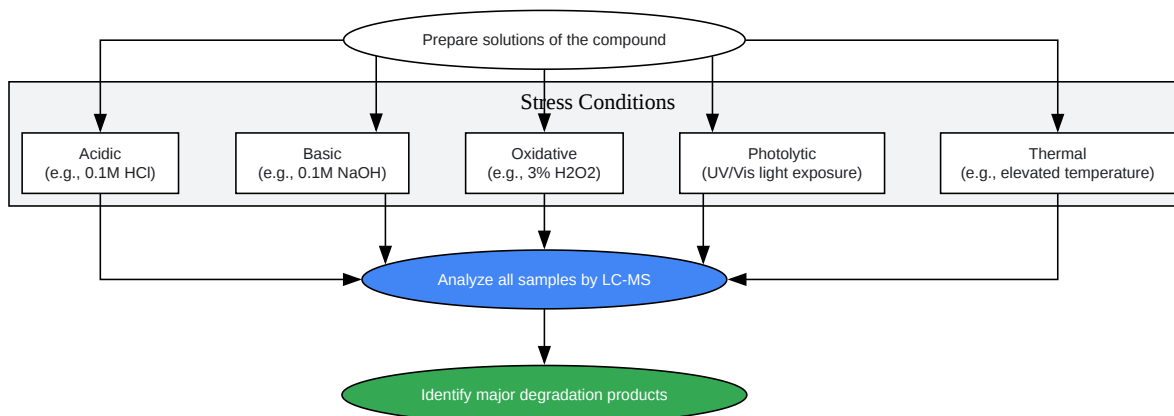 Prepare solutions of the compound
Stress Conditions
Acidic
(e.g., 0.1M HCl)
Basic
(e.g., 0.1M NaOH)
Oxidative
(e.g., 3% H2O2)
Photolytic
(UV/Vis light exposure)
Thermal
(e.g., elevated temperature)
Analyze all samples by LC-MS
Identify major degradation products